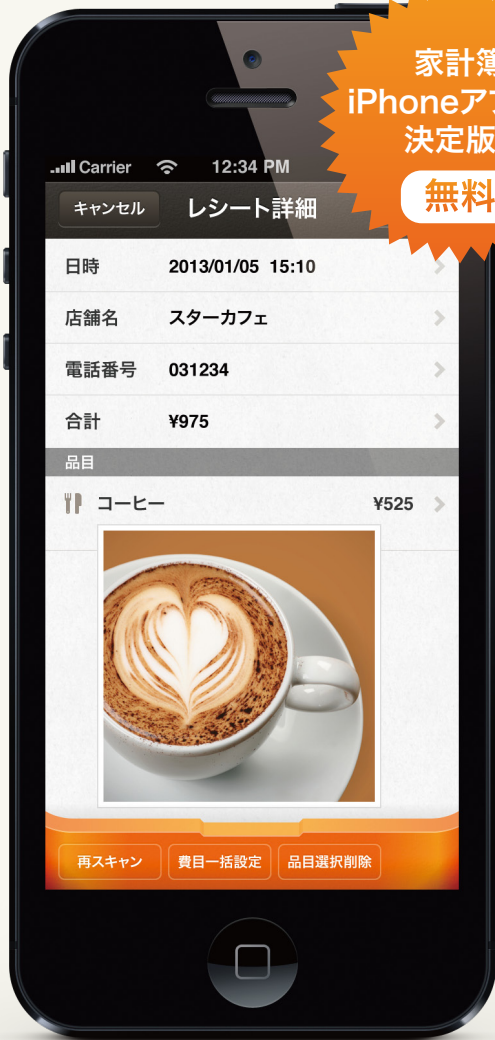 家計簿
iPhoneアプ
決定版
無料
Carrier 12:34 PM
キャンセル レシート詳細
日時 2013/01/05 15:10
店舗名 スターカフェ
電話番号 031234
合計 ¥975
品目
コーヒー ¥525
再スキャン 費目一括設定 品目選択削除